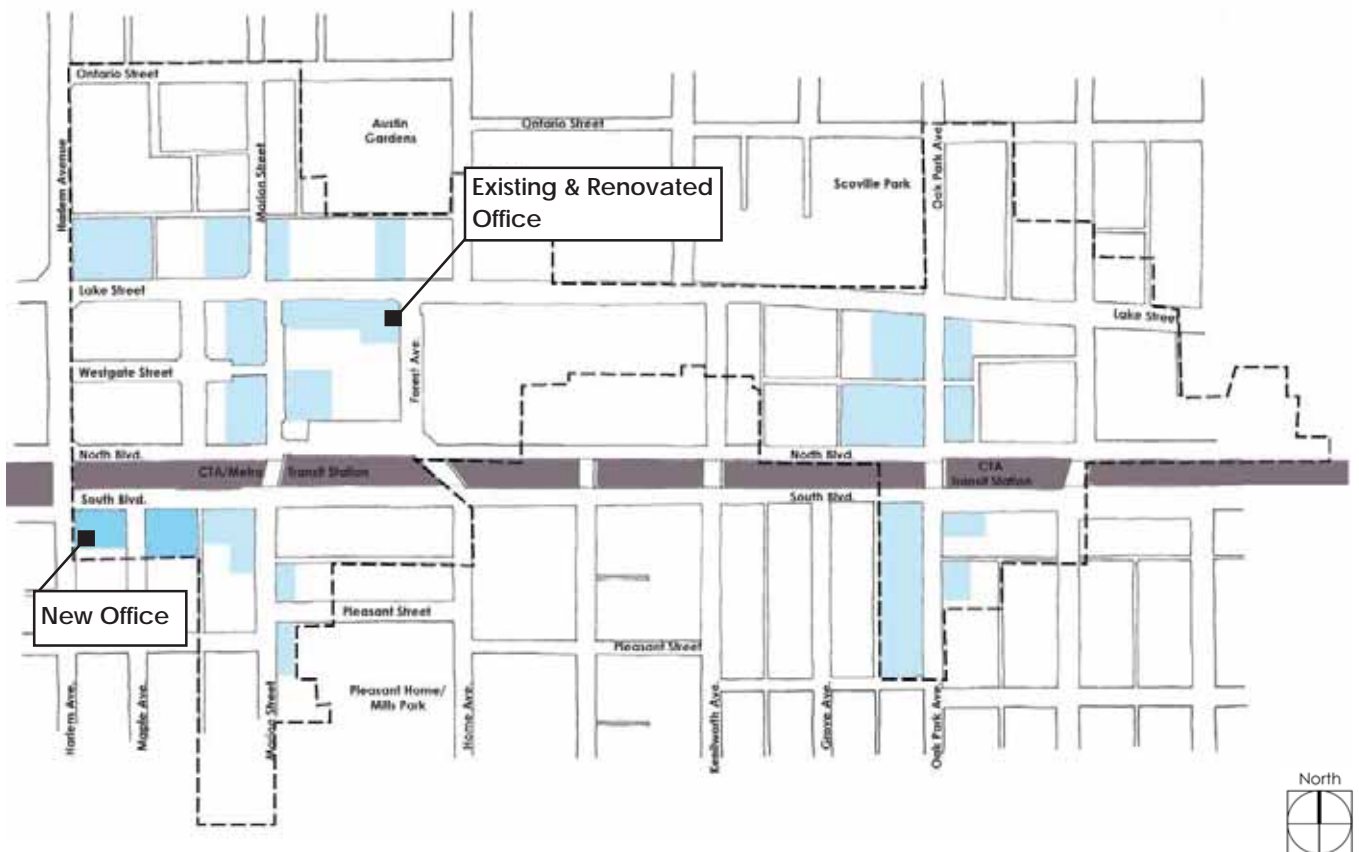 Ontario Street
Austin
Gardens
Ontario Street
Harlem Avenue
Marion Street
Oak Park Ave.
Scoville Park
Existing & Renovated
Office
Lake Street
Lake Street
Westgate Street
Forest Ave.
North Blvd.
North Blvd.
CTA/Metra
Transit Station
CTA
Transit Station
South Blvd.
South Blvd.
New Office
Pleasant Street
Pleasant Street
Pleasant Home/
Mills Park
Harlem Ave.
Maple Ave.
Marion Street
Home Ave.
Kenilworth Ave.
Grove Ave.
Oak Park Ave.
North